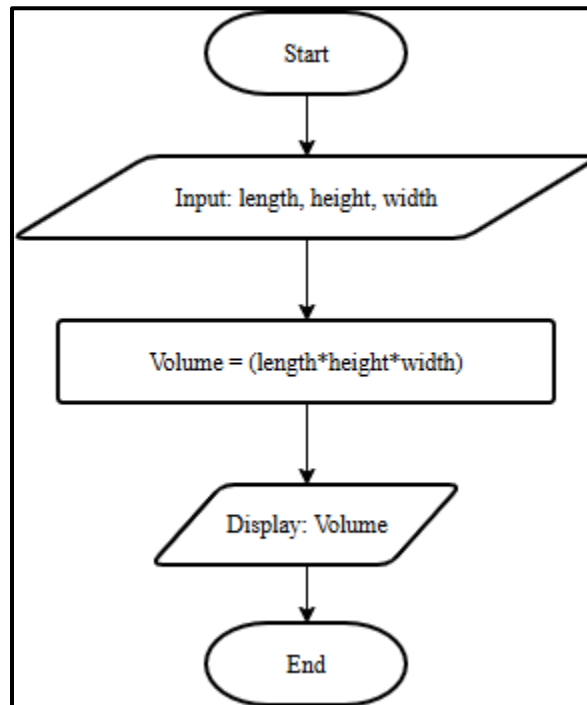 Start
Input: length, height, width
Volume = (length*height*width)
Display: Volume
End